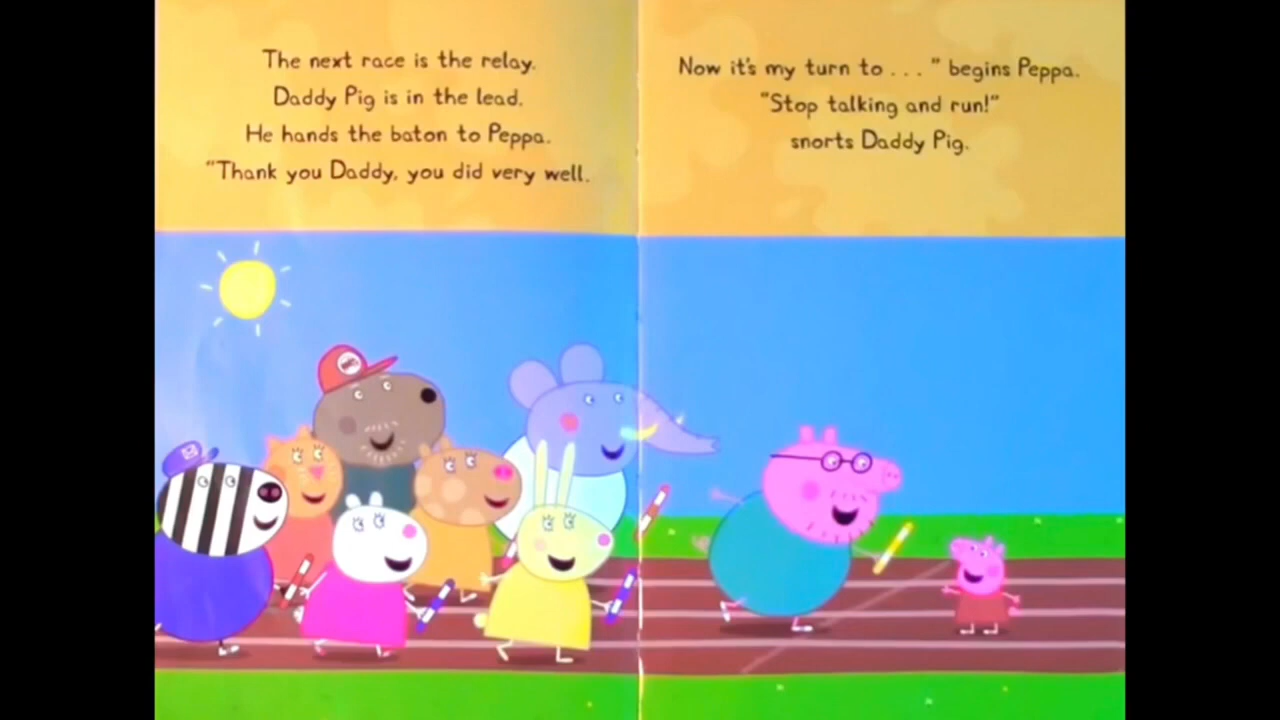 The next race is the relay.
Daddy Pig is in the lead.
He hands the baton to Peppa.
"Thank you Daddy, you did very well.
Now it's my turn to . . . " begins Peppa.
"Stop talking and run!"
snorts Daddy Pig.